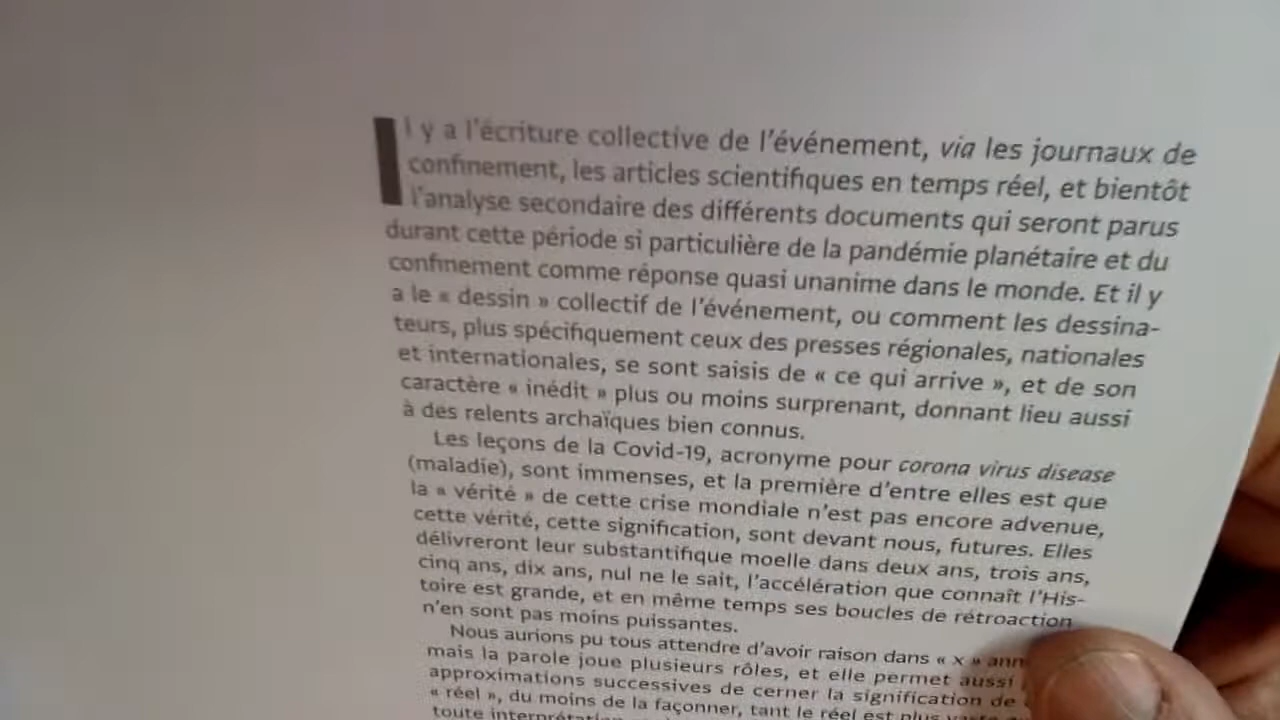 Il y a l'écriture collective de l'événement, via les journaux de
confinement, les articles scientifiques en temps réel, et bientôt
l'analyse secondaire des différents documents qui seront parus
durant cette période si particulière de la pandémie planétaire et du
confinement comme réponse quasi unanime dans le monde. Et il y
a le « dessin » collectif de l'événement, ou comment les dessina-
teurs, plus spécifiquement ceux des presses régionales, nationales
et internationales, se sont saisis de « ce qui arrive », et de son
caractère « inédit » plus ou moins surprenant, donnant lieu aussi
à des relents archaïques bien connus.
Les leçons de la Covid-19, acronyme pour corona virus disease
(maladie), sont immenses, et la première d'entre elles est que
la « vérité » de cette crise mondiale n'est pas encore advenue,
cette vérité, cette signification, sont devant nous, futures. Elles
délivreront leur substantifique moelle dans deux ans, trois ans,
cinq ans, dix ans, nul ne le sait, l'accélération que connaît l'His-
toire est grande, et en même temps ses boucles de rétroaction
n'en sont pas moins puissantes.
Nous aurions pu tous attendre d'avoir raison dans « x »
mais la parole joue plusieurs rôles, et elle permet aussi
approximations successives de cerner la signification de
« réel », du moins de la façonner, tant le réel est plus
toute